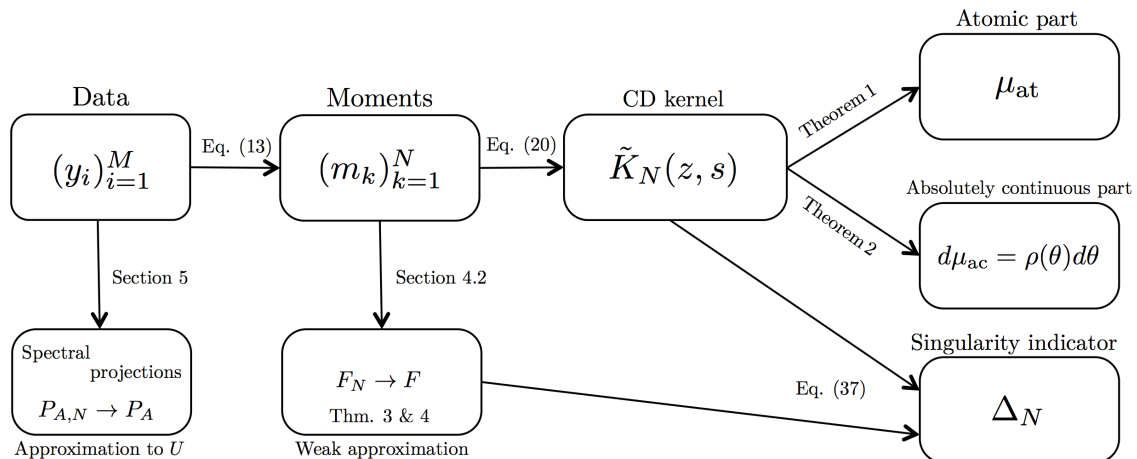 Atomic part
μ_at
Data
Moments
CD kernel
Theorem 1
Eq. (13)
Eq. (20)
(y_i)_{i=1}^M
(m_k)_{k=1}^N
K̃_N(z, s)
Absolutely continuous part
Theorem 2
dμ_ac = ρ(θ)dθ
Section 5
Section 4.2
Singularity indicator
Spectral
projections
P_{A,N} → P_A
F_N → F
Thm. 3 & 4
Eq. (37)
Δ_N
Approximation to U
Weak approximation